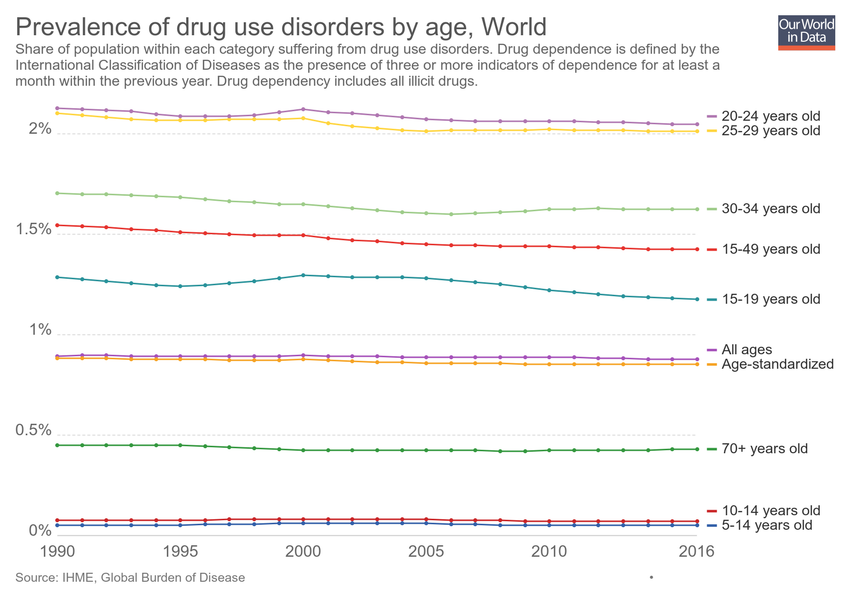 Prevalence of drug use disorders by age, World
Our World
in Data
Share of population within each category suffering from drug use disorders. Drug dependence is defined by the
International Classification of Diseases as the presence of three or more indicators of dependence for at least a
month within the previous year. Drug dependency includes all illicit drugs.
2%
20-24 years old
25-29 years old
30-34 years old
1.5%
15-49 years old
15-19 years old
1%
All ages
Age-standardized
0.5%
70+ years old
10-14 years old
5-14 years old
0%
1990 1995 2000 2005 2010 2016
Source: IHME, Global Burden of Disease